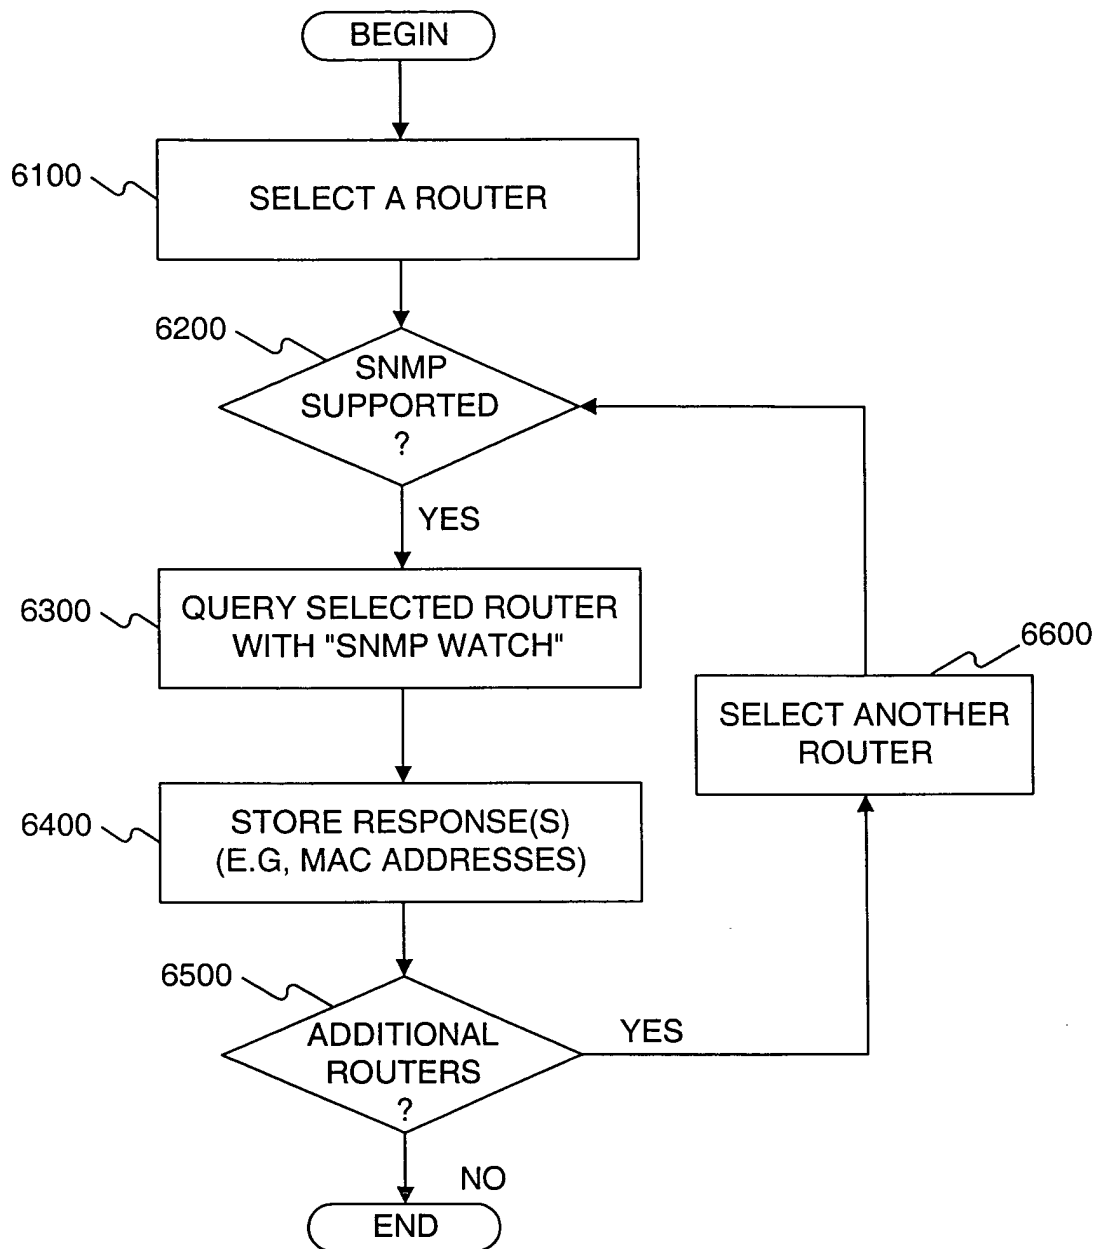 BEGIN
6100
SELECT A ROUTER
6200
SNMP
SUPPORTED
?
YES
6300
QUERY SELECTED ROUTER
WITH "SNMP WATCH"
6600
SELECT ANOTHER
ROUTER
6400
STORE RESPONSE(S)
(E.G, MAC ADDRESSES)
6500
ADDITIONAL
ROUTERS
?
YES
NO
END